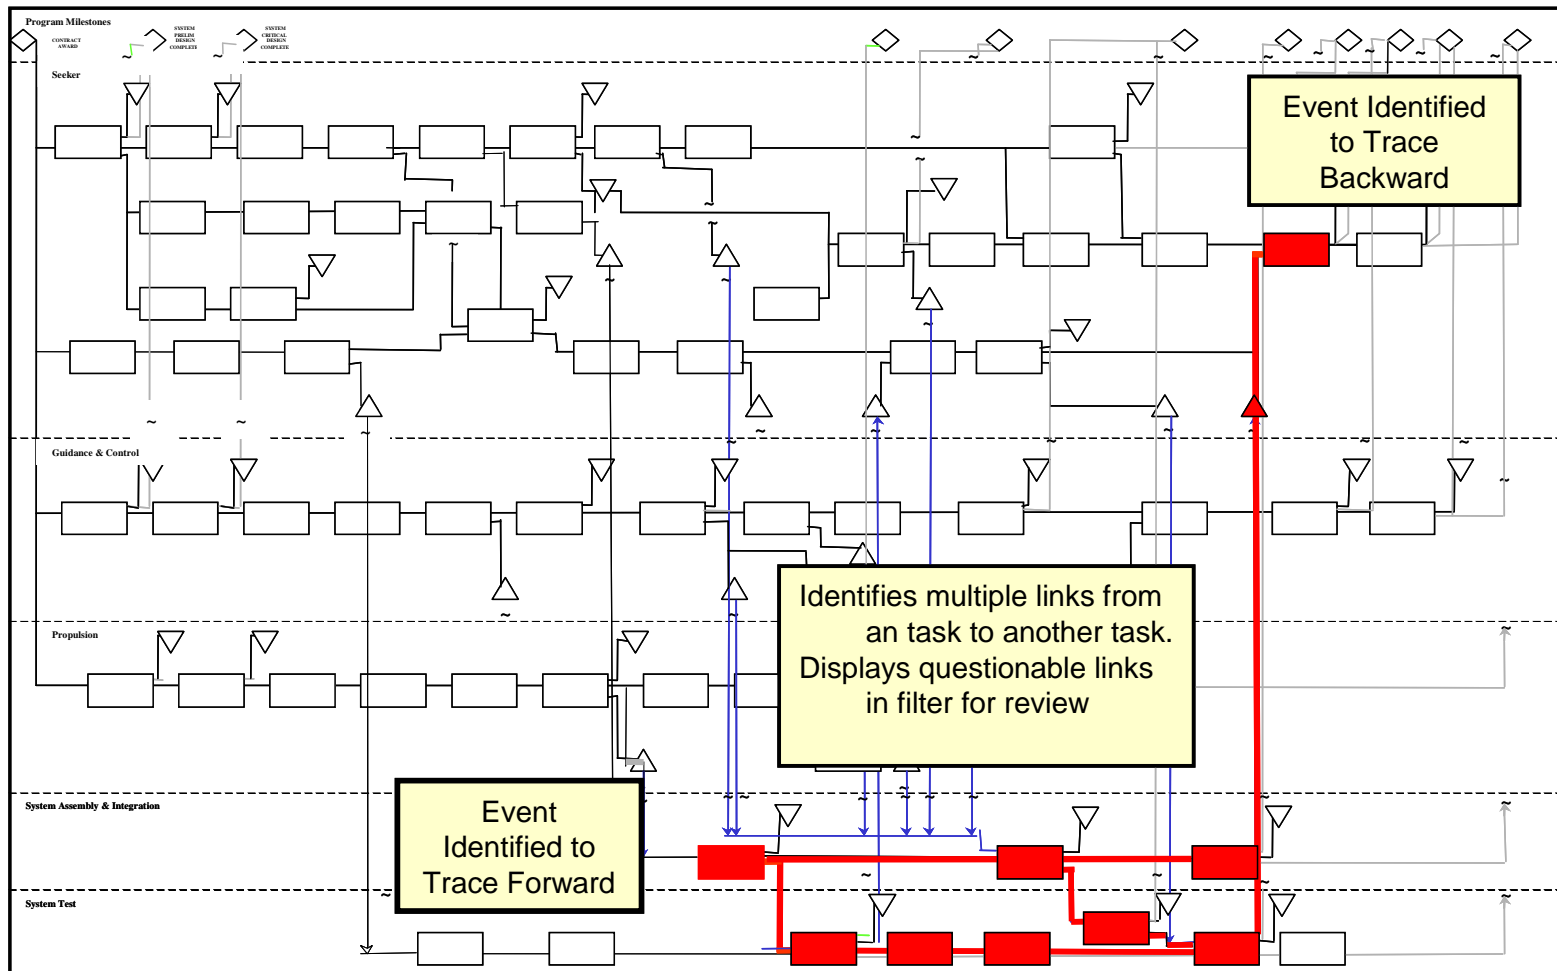 Program Milestones
CONTRACT
AWARD
SYSTEM
PRELIM
DESIGN
COMPLETE
SYSTEM
CRITICAL
DESIGN
COMPLETE
Seeker
Event Identified
to Trace
Backward
Guidance & Control
Identifies multiple links from
an task to another task.
Displays questionable links
in filter for review
Propulsion
System Assembly & Integration
Event
Identified to
Trace Forward
System Test